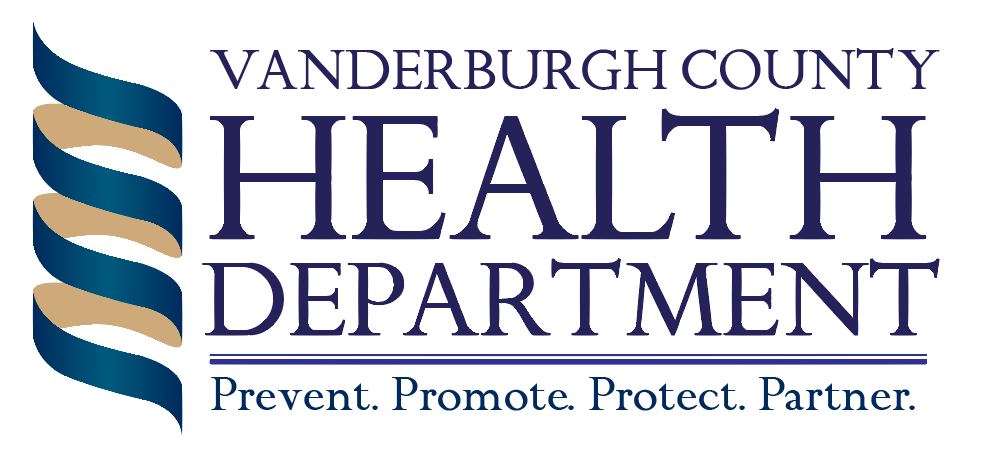 VANDERBURGH COUNTY
HEALTH
DEPARTMENT
Prevent. Promote. Protect. Partner.